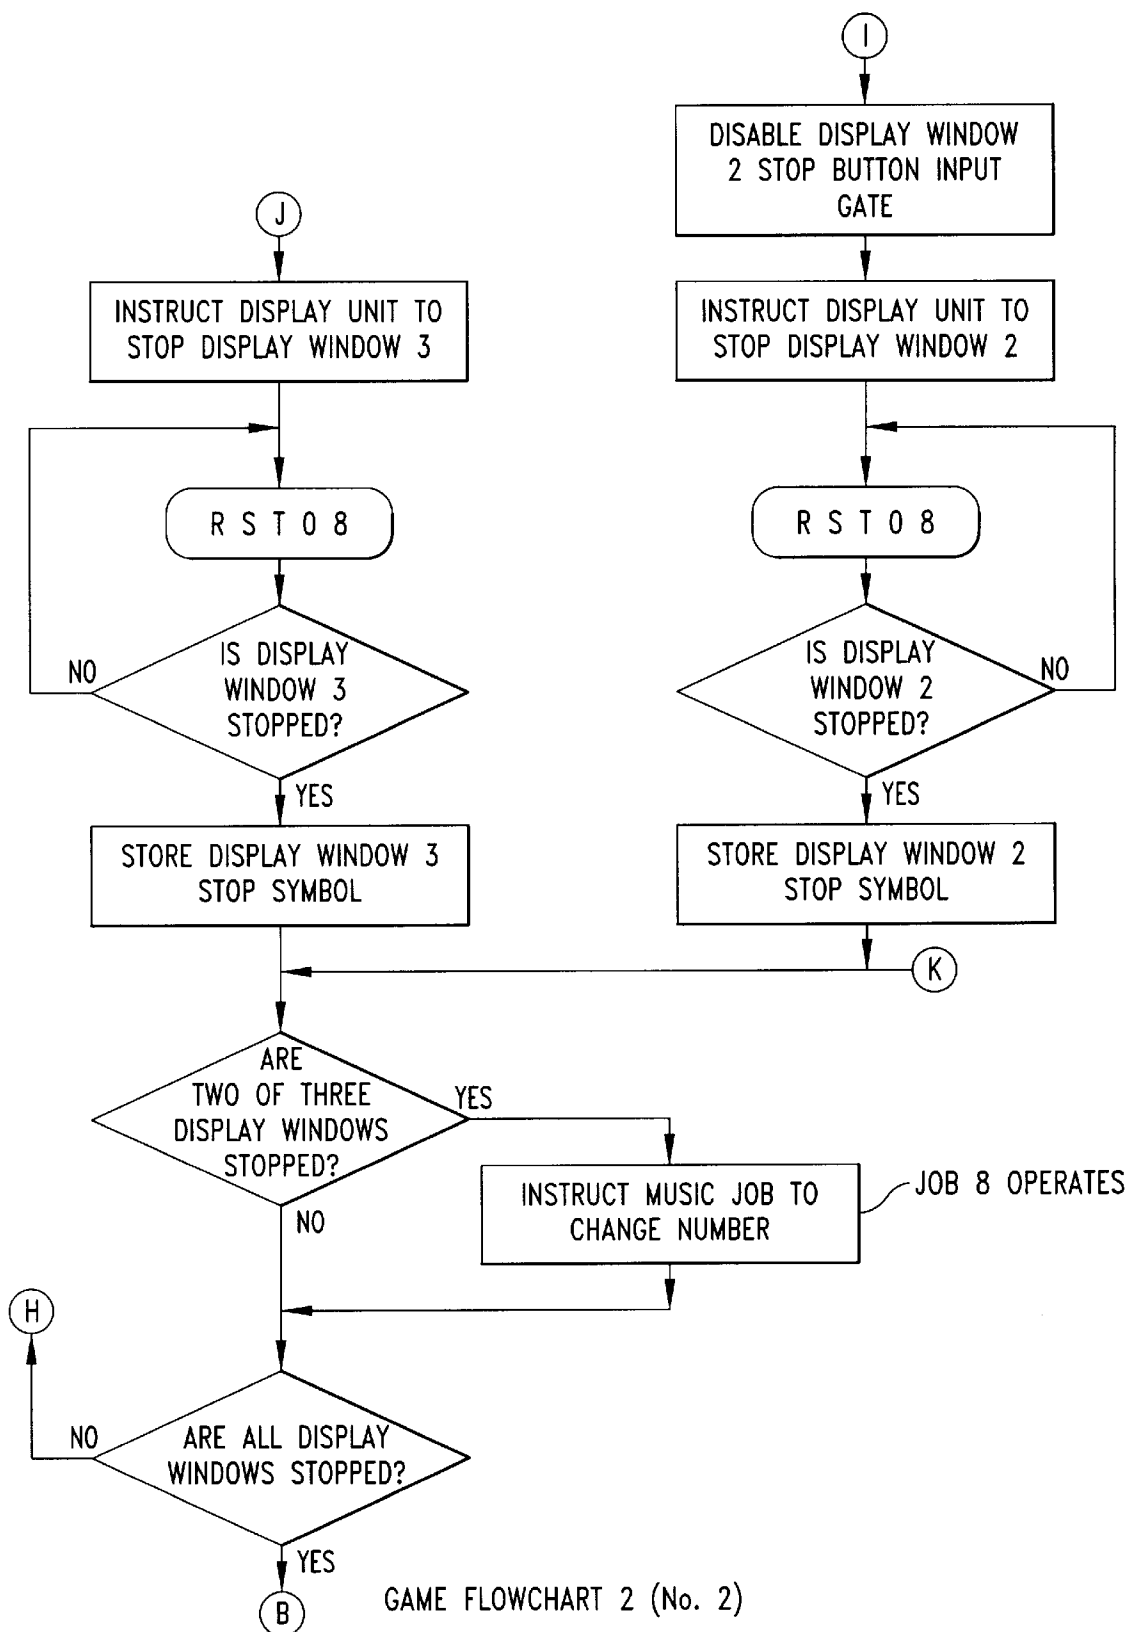 I
DISABLE DISPLAY WINDOW
2 STOP BUTTON INPUT
GATE
J
INSTRUCT DISPLAY UNIT TO
STOP DISPLAY WINDOW 3
INSTRUCT DISPLAY UNIT TO
STOP DISPLAY WINDOW 2
R S T 0 8
R S T 0 8
IS DISPLAY
WINDOW 3
STOPPED?
NO
YES
IS DISPLAY
WINDOW 2
STOPPED?
NO
YES
STORE DISPLAY WINDOW 3
STOP SYMBOL
STORE DISPLAY WINDOW 2
STOP SYMBOL
K
ARE
TWO OF THREE
DISPLAY WINDOWS
STOPPED?
YES
NO
INSTRUCT MUSIC JOB TO
CHANGE NUMBER
JOB 8 OPERATES
H
NO
ARE ALL DISPLAY
WINDOWS STOPPED?
YES
B
GAME FLOWCHART 2 (No. 2)